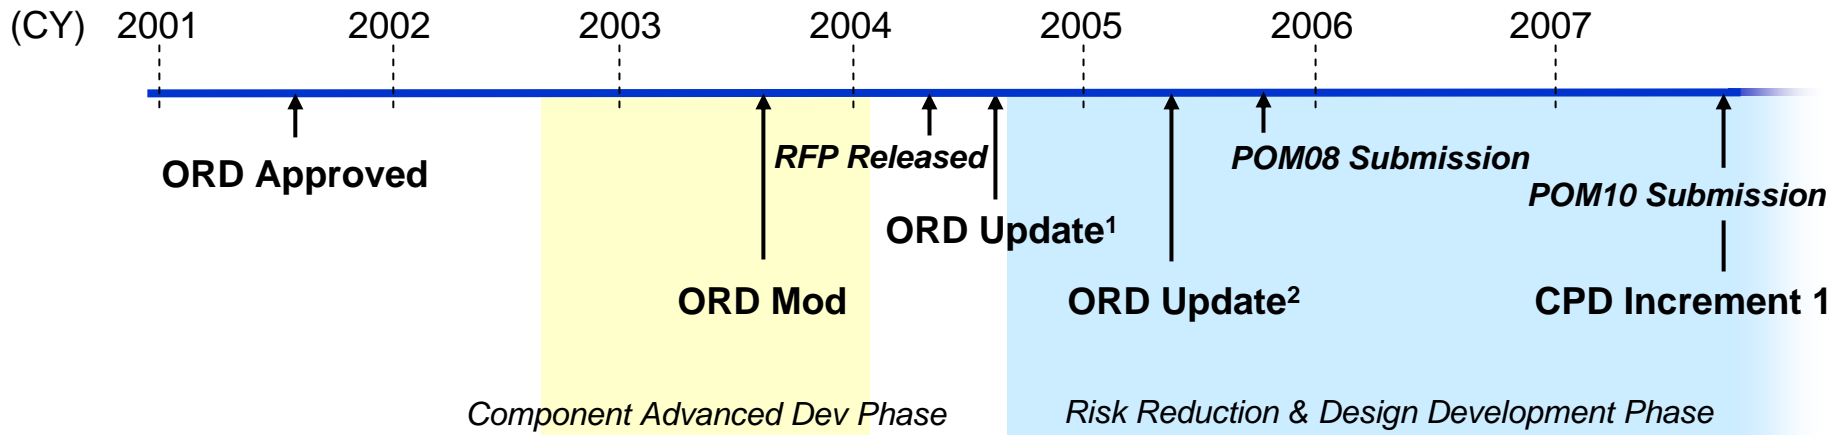 (CY) 2001 2002 2003 2004 2005 2006 2007
RFP Released POM08 Submission
ORD Approved
POM10 Submission
ORD Update¹
ORD Mod ORD Update² CPD Increment 1
Component Advanced Dev Phase Risk Reduction & Design Development Phase